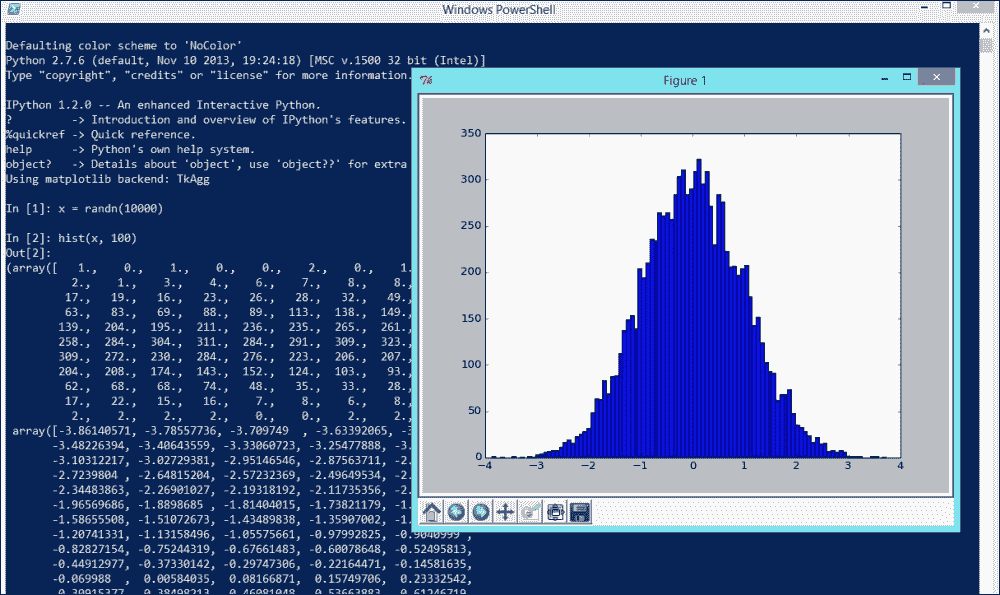 Windows PowerShell
Defaulting color scheme to 'NoColor'
Python 2.7.6 (default, Nov 10 2013, 19:24:18) [MSC v.1500 32 bit (Intel)]
Type "copyright", "credits" or "license" for more information.
IPython 1.2.0 -- An enhanced Interactive Python.
? -> Introduction and overview of IPython's features.
%quickref -> Quick reference.
help -> Python's own help system.
object? -> Details about 'object', use 'object??' for extra
Using matplotlib backend: TkAgg
In [1]: x = randn(10000)
In [2]: hist(x, 100)
Out[2]:
(array([ 1., 0., 1., 0., 0., 2., 0., 1.
2., 1., 3., 4., 6., 7., 8., 8.,
17., 19., 16., 23., 26., 28., 32., 49.,
63., 83., 69., 88., 89., 113., 138., 149.,
139., 204., 195., 211., 236., 235., 265., 261.,
258., 284., 304., 311., 284., 291., 309., 323.,
309., 272., 230., 284., 276., 223., 206., 207.,
204., 208., 174., 143., 152., 124., 103., 93.,
62., 68., 68., 74., 48., 35., 33., 28.,
17., 22., 15., 16., 7., 8., 6., 8.,
2., 2., 2., 2., 0., 0., 2., 2.,
array([-3.86140571, -3.78557736, -3.709749 , -3.63392065,
-3.48226394, -3.40643559, -3.33060723, -3.25477888,
-3.10312217, -3.02729381, -2.95146546, -2.87563711,
-2.7239804 , -2.64815204, -2.57232369, -2.49649534,
-2.34483863, -2.26901027, -2.19318192, -2.11735356,
-1.96569686, -1.8898685 , -1.81404015, -1.73821179,
-1.58655508, -1.51072673, -1.43489838, -1.35907002,
-1.20741331, -1.13158496, -1.05575661, -0.97992825, -0.9040999 ,
-0.82827154, -0.75244319, -0.67661483, -0.60078648, -0.52495813,
-0.44912977, -0.37330142, -0.29747306, -0.22164471, -0.14581635,
-0.069988 , 0.00584035, 0.08166871, 0.15749706, 0.23332542,
0.30915377, 0.38498213, 0.46081048, 0.53663883, 0.61246719,
Figure 1
350
300
250
200
150
100
50
0
−4 −3 −2 −1 0 1 2 3 4